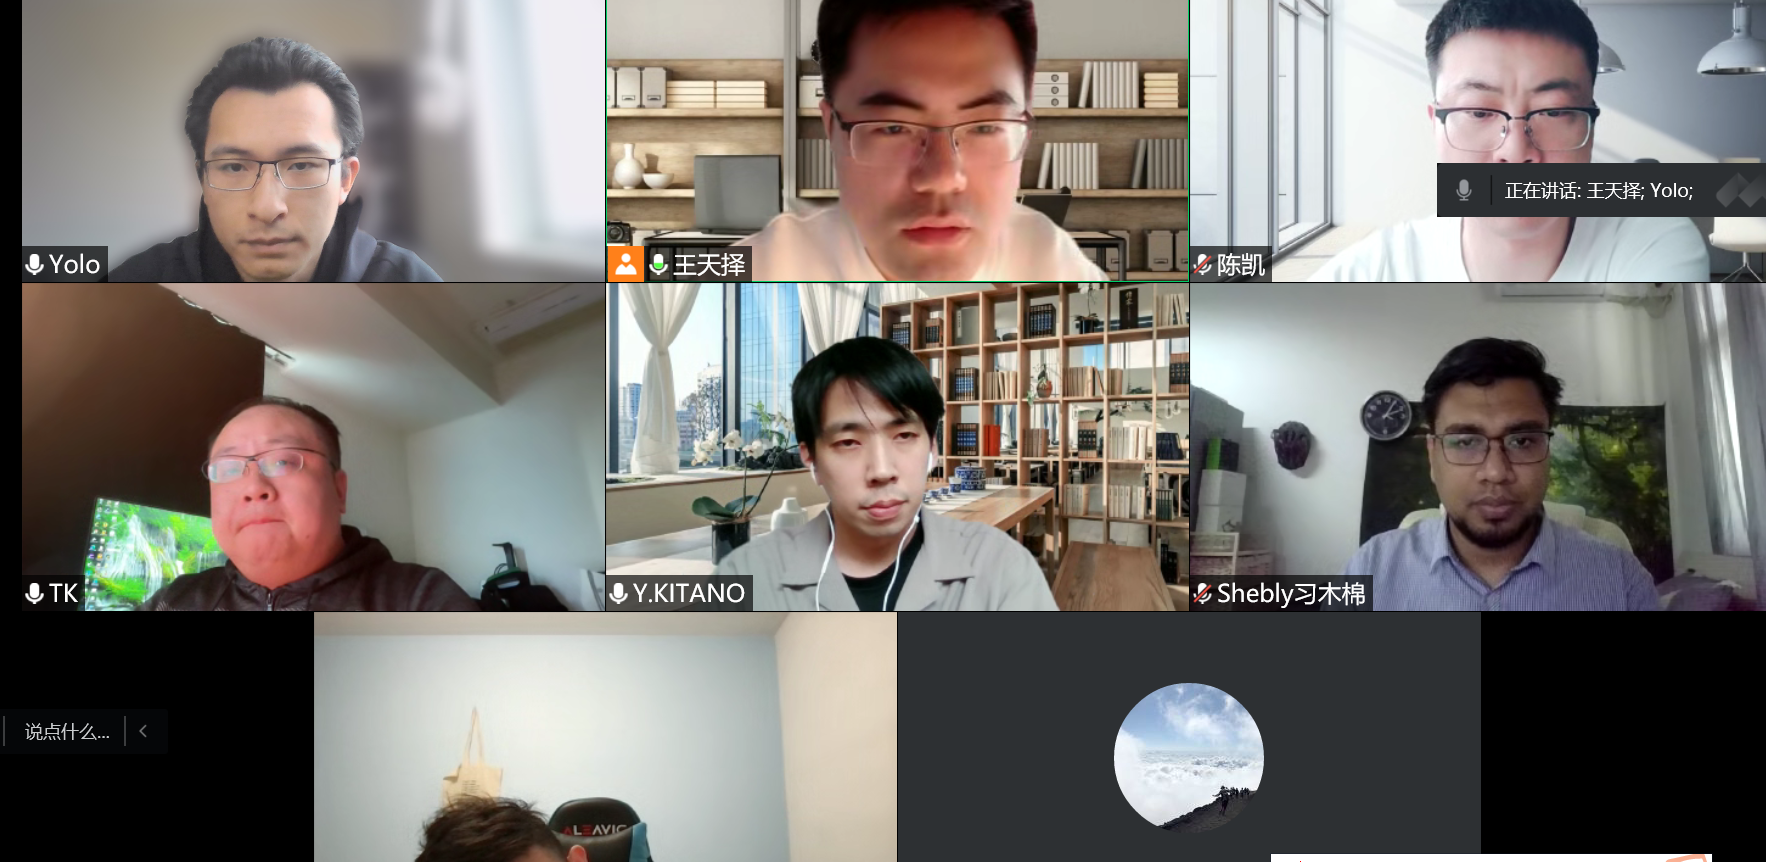 Yolo
王天择
陈凯
正在讲话: 王天择; Yolo;
TK
Y.KITANO
Shebly习木棉
说点什么...
ALEAVIC